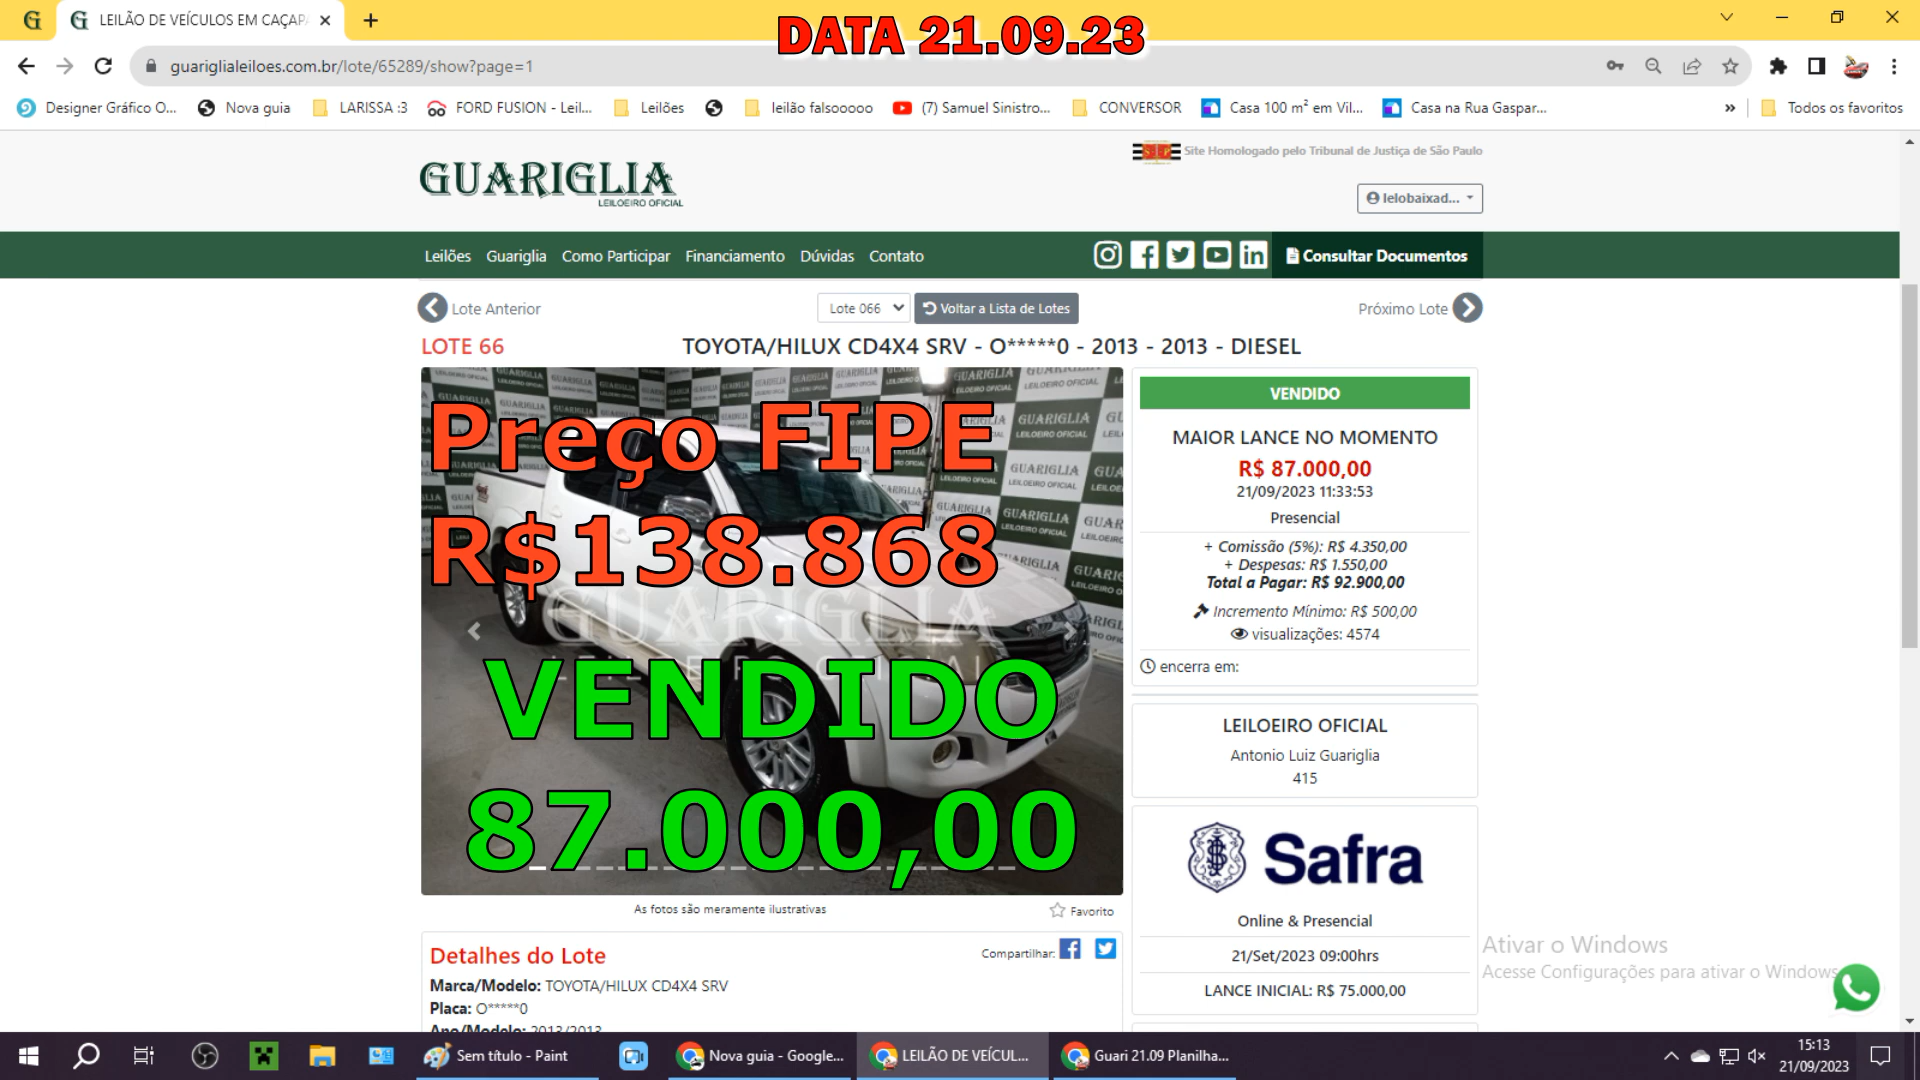 LEILÃO DE VEÍCULOS EM CAÇAP
DATA 21.09.23
guariglialeiloes.com.br/lote/65289/show?page=1
Designer Gráfico O... Nova guia LARISSA :3 FORD FUSION - Leil... Leilões leilão falsooooo (7) Samuel Sinistro... CONVERSOR Casa 100 m² em Vil... Casa na Rua Gaspar... » Todos os favoritos
Site Homologado pelo Tribunal de Justiça de São Paulo
GUARIGLIA
LEILOEIRO OFICIAL
lelobaixad...
Leilões Guariglia Como Participar Financiamento Dúvidas Contato Consultar Documentos
Lote Anterior Lote 066 Voltar a Lista de Lotes Próximo Lote
LOTE 66 TOYOTA/HILUX CD4X4 SRV - O*****0 - 2013 - 2013 - DIESEL
Preço FIPE
R$138.868
VENDIDO
87.000,00
GUARIGLIA
As fotos são meramente ilustrativas
Favorito
VENDIDO
MAIOR LANCE NO MOMENTO
R$ 87.000,00
21/09/2023 11:33:53
Presencial
+ Comissão (5%): R$ 4.350,00
+ Despesas: R$ 1.550,00
Total a Pagar: R$ 92.900,00
Incremento Mínimo: R$ 500,00
visualizações: 4574
encerra em:
LEILOEIRO OFICIAL
Antonio Luiz Guariglia
415
Safra
Online & Presencial
21/Set/2023 09:00hrs
LANCE INICIAL: R$ 75.000,00
Detalhes do Lote
Compartilhar:
Marca/Modelo: TOYOTA/HILUX CD4X4 SRV
Placa: O*****0
Ano/Modelo: 2013/2013
Ativar o Windows
Acesse Configurações para ativar o Windows
Sem título - Paint Nova guia - Google... LEILÃO DE VEÍCUL... Guari 21.09 Planilha...
15:13
21/09/2023